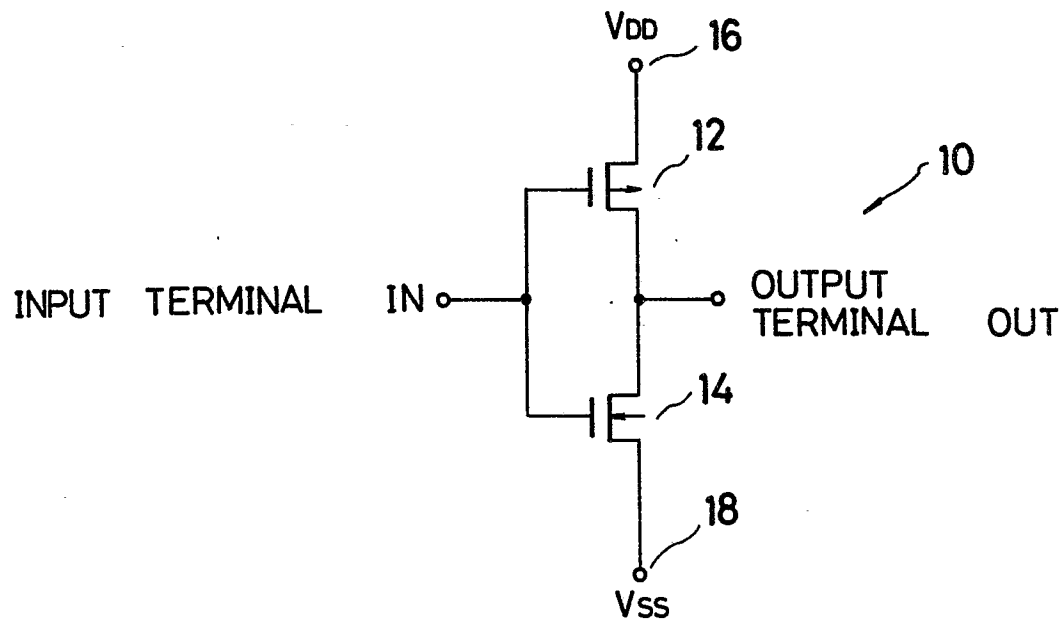 VDD
16
12
10
INPUT TERMINAL IN
OUTPUT
TERMINAL OUT
14
18
VSS